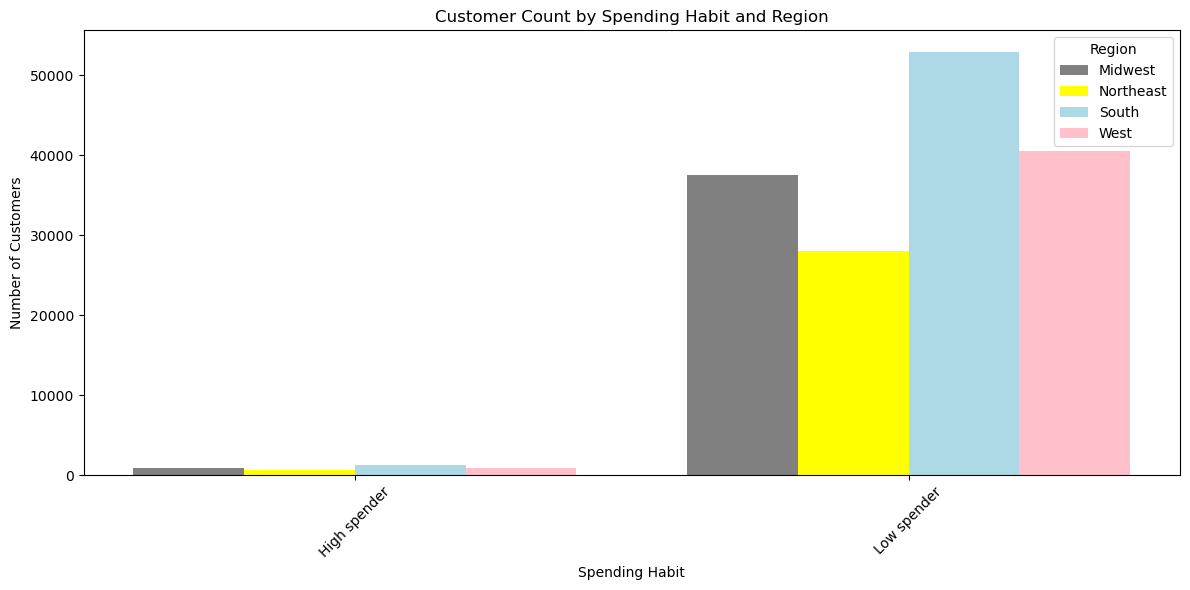 Customer Count by Spending Habit and Region
Region
Midwest
Northeast
South
West
Number of Customers
50000
40000
30000
20000
10000
0
High spender
Low spender
Spending Habit